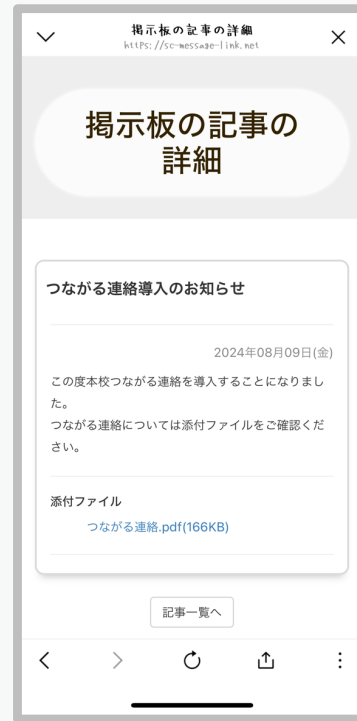 掲示板の記事の詳細
https://sc-message-link.net
掲示板の記事の
詳細
つながる連絡導入のお知らせ
2024年08月09日(金)
この度本校つながる連絡を導入することになりまし
た。
つながる連絡については添付ファイルをご確認くだ
さい。
添付ファイル
つながる連絡.pdf(166KB)
記事一覧へ